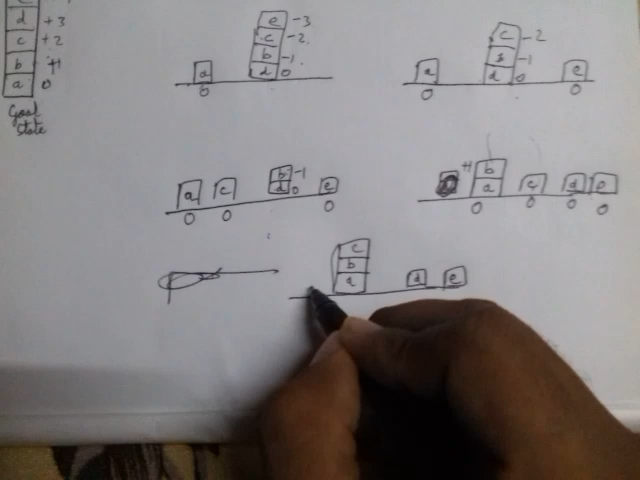 d +3
c +2
b +1
a 0
Goal
State
e -3
c -2
b -1
a d 0
0
c -2
b -1
a d 0 e
0 0
b -1
a c d 0 e
0 0 0
+1 b
a c d e
0 0 0 0
c
b
a d e